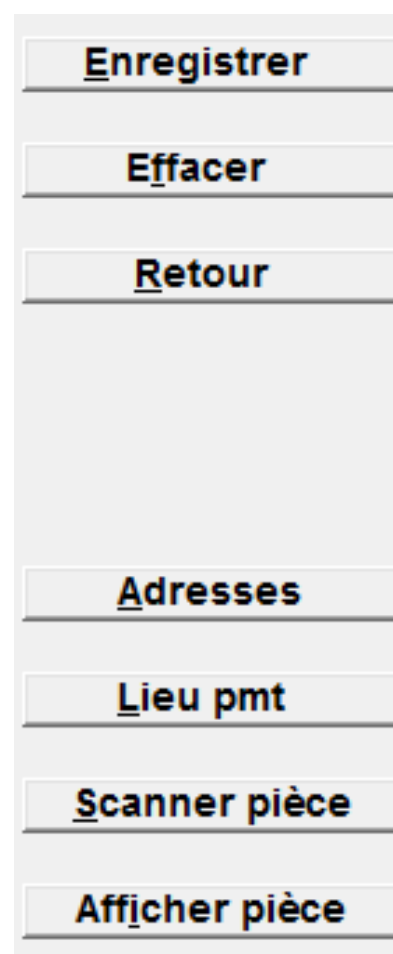 Enregistrer
Effacer
Retour
Adresses
Lieu pmt
Scanner pièce
Afficher pièce